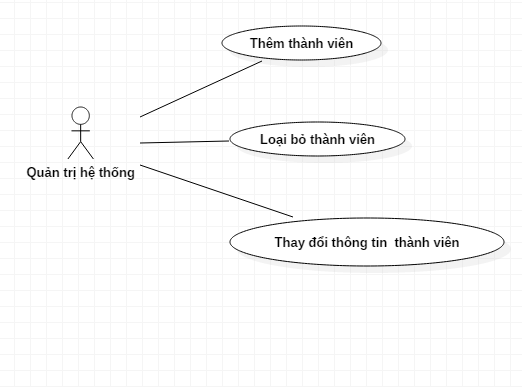 Thêm thành viên
Loại bỏ thành viên
Quản trị hệ thống
Thay đổi thông tin  thành viên